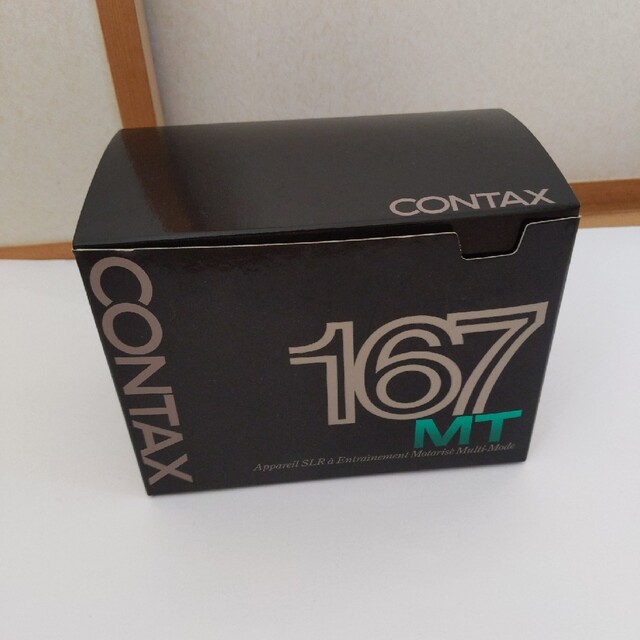 CONTAX
CONTAX
167
MT
Appareil SLR à Entraînement Motorisé Multi-Mode